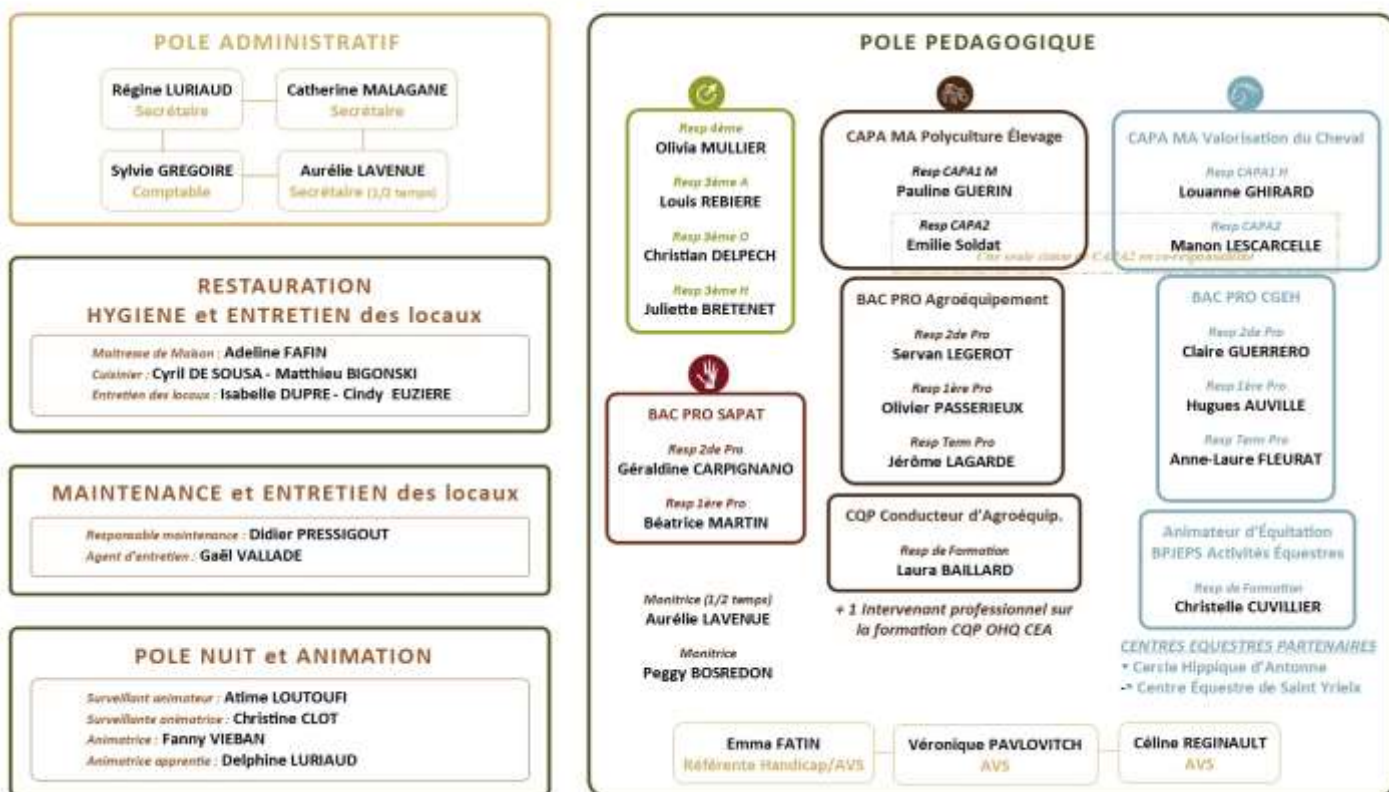 POLE ADMINISTRATIF
Régine LURIAUD
Secrétaire
Catherine MALAGANE
Secrétaire
Sylvie GREGOIRE
Comptable
Aurélie LAVENUE
Secrétaire (1/2 temps)
RESTAURATION
HYGIENE et ENTRETIEN des locaux
Maitresse de Maison : Adeline FAFIN
Cuisinier : Cyril DE SOUSA - Matthieu BIGONSKI
Entretien des locaux : Isabelle DUPRE - Cindy EUZIERE
MAINTENANCE et ENTRETIEN des locaux
Responsable maintenance : Didier PRESSIGOUT
Agent d'entretien : Gaël VALLADE
POLE NUIT et ANIMATION
Surveillant animateur : Atime LOUTOUFI
Surveillante animatrice : Christine CLOT
Animatrice : Fanny VIEBAN
Animatrice apprentie : Delphine LURIAUD
POLE PEDAGOGIQUE
Resp 4ème
Olivia MULLIER
Resp 3ème A
Louis REBIERE
Resp 3ème O
Christian DELPECH
Resp 3ème H
Juliette BRETENET
BAC PRO SAPAT
Resp 2de Pro
Géraldine CARPIGNANO
Resp 1ère Pro
Béatrice MARTIN
Monitrice (1/2 temps)
Aurélie LAVENUE
Monitrice
Peggy BOSREDON
CAPA MA Polyculture Élevage
Resp CAPA1 M
Pauline GUERIN
Resp CAPA2
Emilie Soldat
Une seule classe de CAPA2 en co-responsabilité
BAC PRO Agroéquipement
Resp 2de Pro
Servan LEGEROT
Resp 1ère Pro
Olivier PASSERIEUX
Resp Term Pro
Jérôme LAGARDE
CQP Conducteur d'Agroéquip.
Resp de Formation
Laura BAILLARD
+ 1 Intervenant professionnel sur
la formation CQP OHQ CEA
CAPA MA Valorisation du Cheval
Resp CAPA1 H
Louanne GHIRARD
Resp CAPA2
Manon LESCARCELLE
BAC PRO CGEH
Resp 2de Pro
Claire GUERRERO
Resp 1ère Pro
Hugues AUVILLE
Resp Term Pro
Anne-Laure FLEURAT
Animateur d'Équitation
BPJEPS Activités Équestres
Resp de Formation
Christelle CUVILLIER
CENTRES EQUESTRES PARTENAIRES
* Cercle Hippique d'Antonne
-* Centre Équestre de Saint Yrieix
Emma FATIN
Référente Handicap/AVS
Véronique PAVLOVITCH
AVS
Céline REGINAULT
AVS